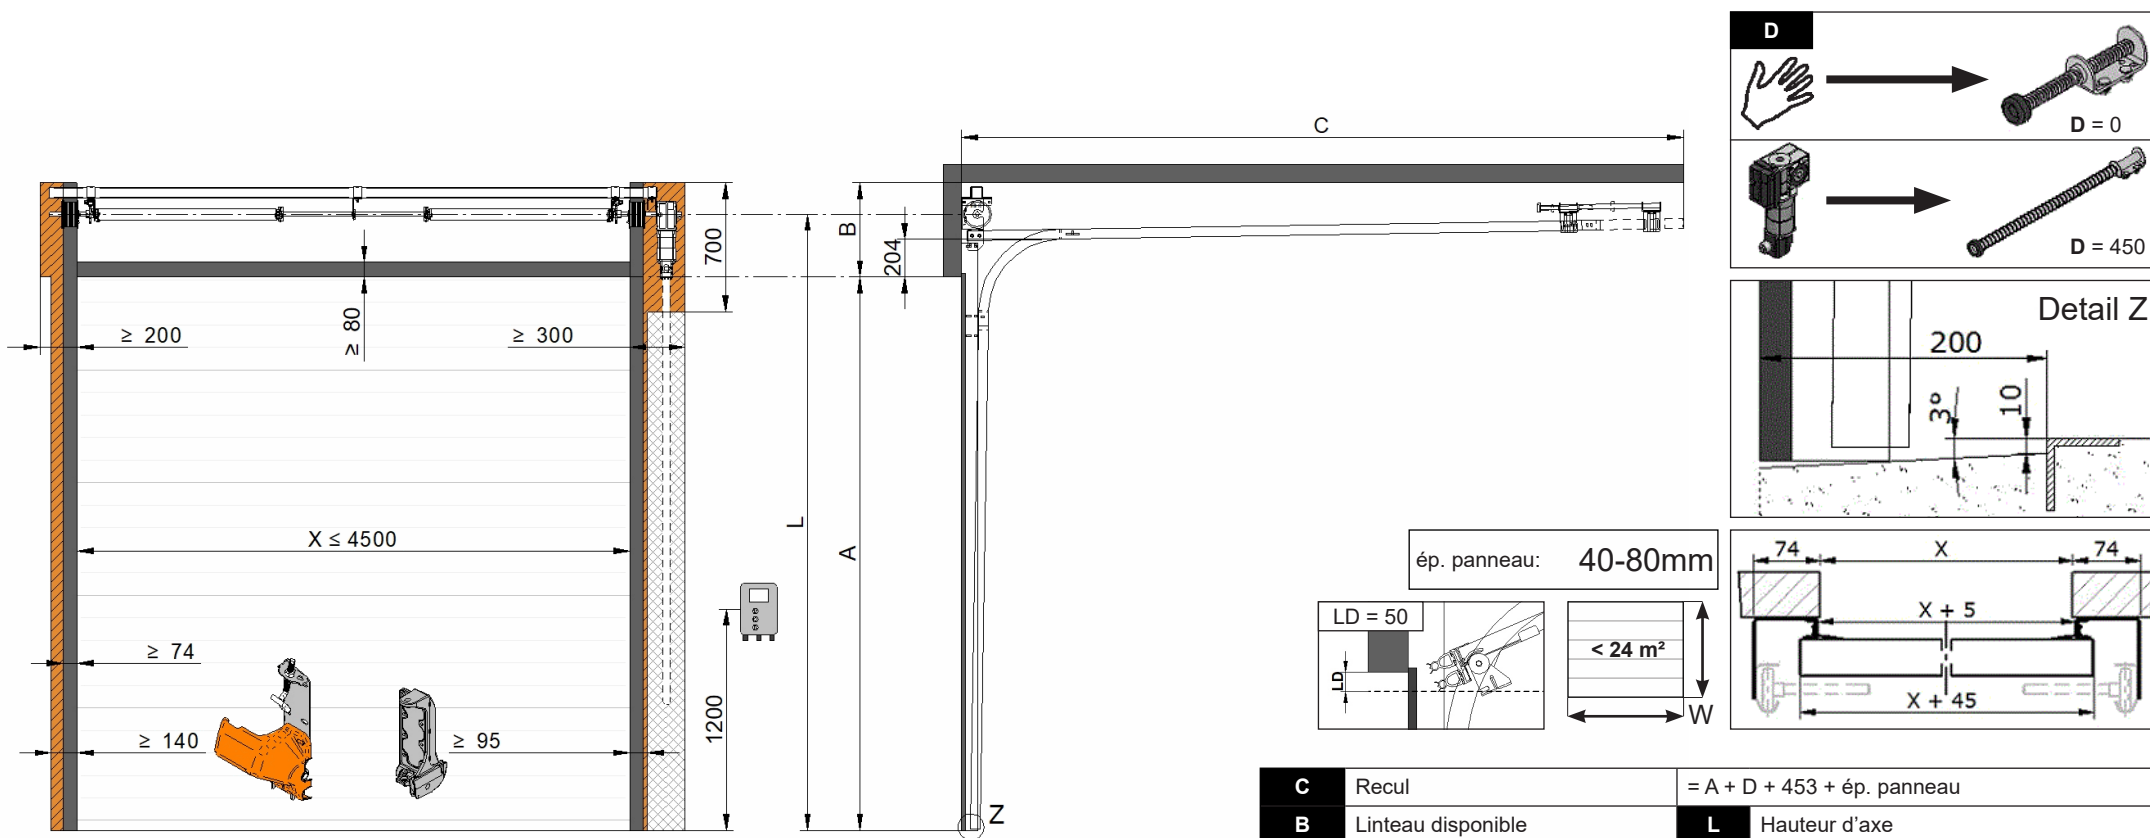 D
D = 0
D = 450
C
B
204
700
≥ 80
≥ 200
≥ 300
Detail Z
200
3°
10
L
A
X ≤ 4500
ép. panneau: 40-80mm
74
X
74
X + 5
X + 45
LD = 50
LD
< 24 m²
W
≥ 74
1200
≥ 140
≥ 95
Z
C Recul = A + D + 453 + ép. panneau
B Linteau disponible L Hauteur d'axe